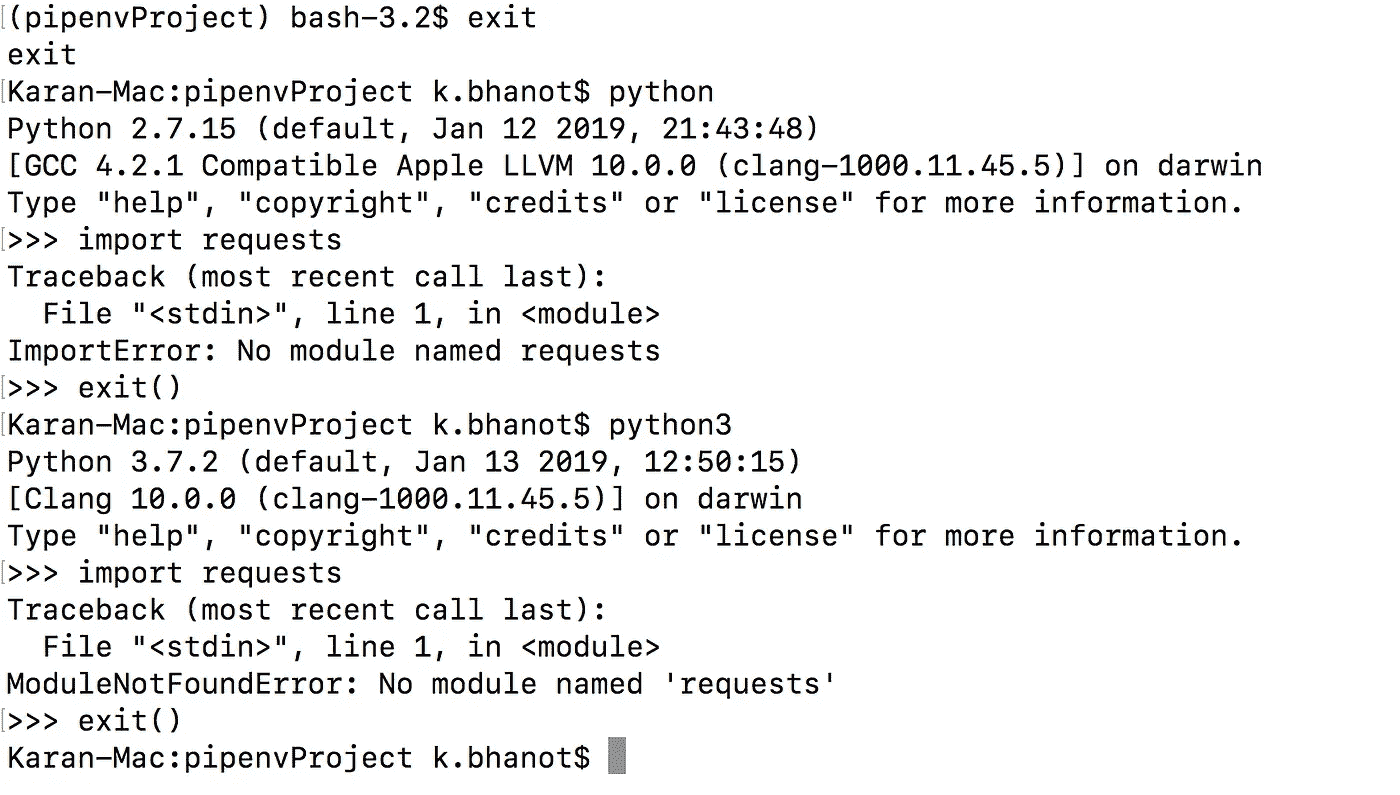 (pipenvProject) bash-3.2$ exit
exit
Karan-Mac:pipenvProject k.bhanot$ python
Python 2.7.15 (default, Jan 12 2019, 21:43:48)
[GCC 4.2.1 Compatible Apple LLVM 10.0.0 (clang-1000.11.45.5)] on darwin
Type "help", "copyright", "credits" or "license" for more information.
>>> import requests
Traceback (most recent call last):
  File "<stdin>", line 1, in <module>
ImportError: No module named requests
>>> exit()
Karan-Mac:pipenvProject k.bhanot$ python3
Python 3.7.2 (default, Jan 13 2019, 12:50:15)
[Clang 10.0.0 (clang-1000.11.45.5)] on darwin
Type "help", "copyright", "credits" or "license" for more information.
>>> import requests
Traceback (most recent call last):
  File "<stdin>", line 1, in <module>
ModuleNotFoundError: No module named 'requests'
>>> exit()
Karan-Mac:pipenvProject k.bhanot$